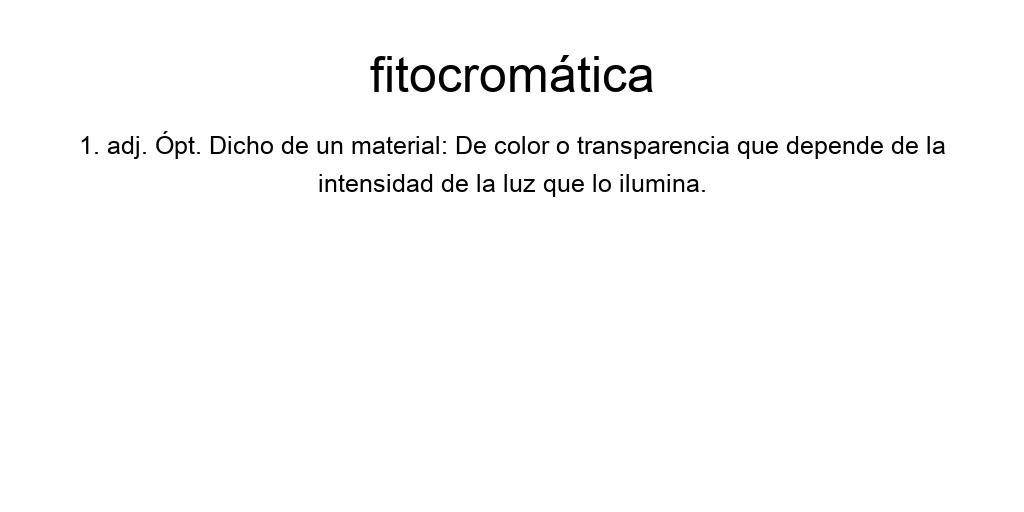 fitocromática
1. adj. Ópt. Dicho de un material: De color o transparencia que depende de la
intensidad de la luz que lo ilumina.